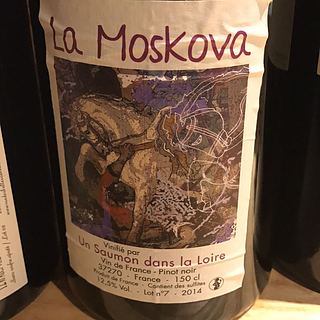 La Moskova
Vinifié par
Un Saumon dans la Loire
Vin de France - Pinot noir
37270 - France - 150 cl
Produit de France - Contient des sulfites
12,5% Vol - Lot n°7 - 2014